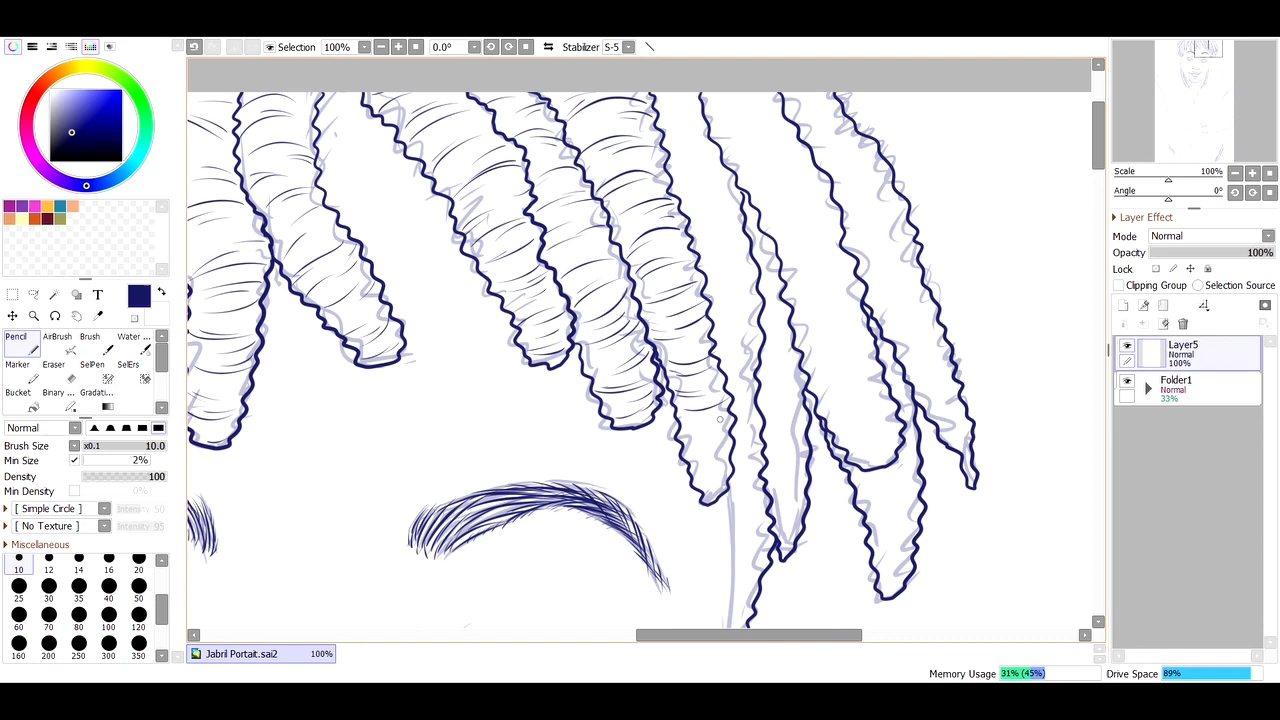 Selection 100% 0.0° Stabilizer S-5
T
Pencil AirBrush Brush Water ...
Marker Eraser SelPen SelErs
Bucket Binary ... Gradati...
Normal
Brush Size x0.1 10.0
Min Size 2%
Density 100
Min Density 0%
[ Simple Circle ] Intensity 50
[ No Texture ] Intensity 95
Miscellaneous
10 12 14 16 20
25 30 35 40 50
60 70 80 100 120
160 200 250 300 350
Jabril Portait.sai2 100%
Scale 100%
Angle 0°
Layer Effect
Mode Normal
Opacity 100%
Lock
Clipping Group Selection Source
Layer5
Normal
100%
Folder1
Normal
33%
Memory Usage 31% (45%) Drive Space 89%